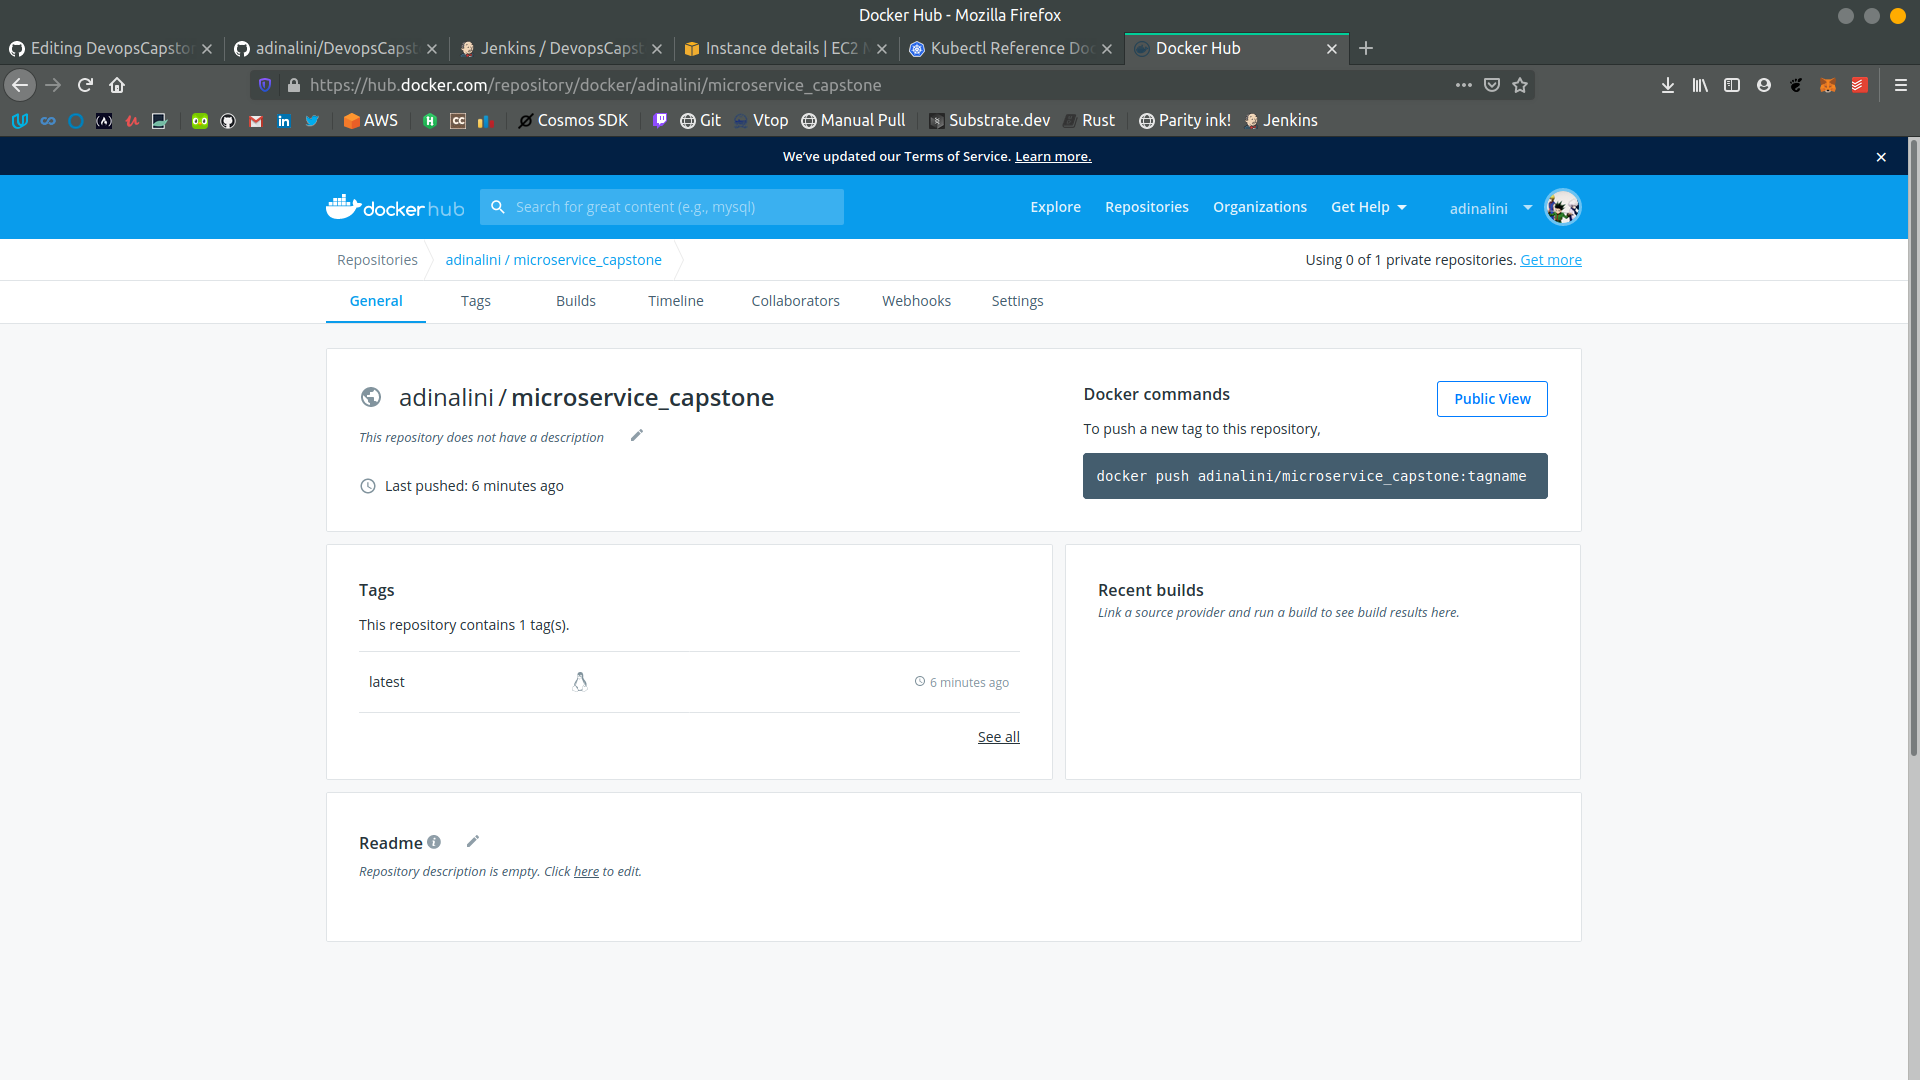 Docker Hub - Mozilla Firefox
Editing DevopsCapsto
adinalini/DevopsCapst
Jenkins / DevopsCapst
Instance details | EC2 M
Kubectl Reference Do
Docker Hub
https://hub.docker.com/repository/docker/adinalini/microservice_capstone
AWS
CC
Cosmos SDK
Git
Vtop
Manual Pull
Substrate.dev
Rust
Parity ink!
Jenkins
We've updated our Terms of Service. Learn more.
docker hub
Search for great content (e.g., mysql)
Explore
Repositories
Organizations
Get Help
adinalini
Repositories
adinalini / microservice_capstone
Using 0 of 1 private repositories. Get more
General
Tags
Builds
Timeline
Collaborators
Webhooks
Settings
adinalini / microservice_capstone
This repository does not have a description
Last pushed: 6 minutes ago
Docker commands
Public View
To push a new tag to this repository,
docker push adinalini/microservice_capstone:tagname
Tags
This repository contains 1 tag(s).
latest
6 minutes ago
See all
Recent builds
Link a source provider and run a build to see build results here.
Readme
Repository description is empty. Click here to edit.